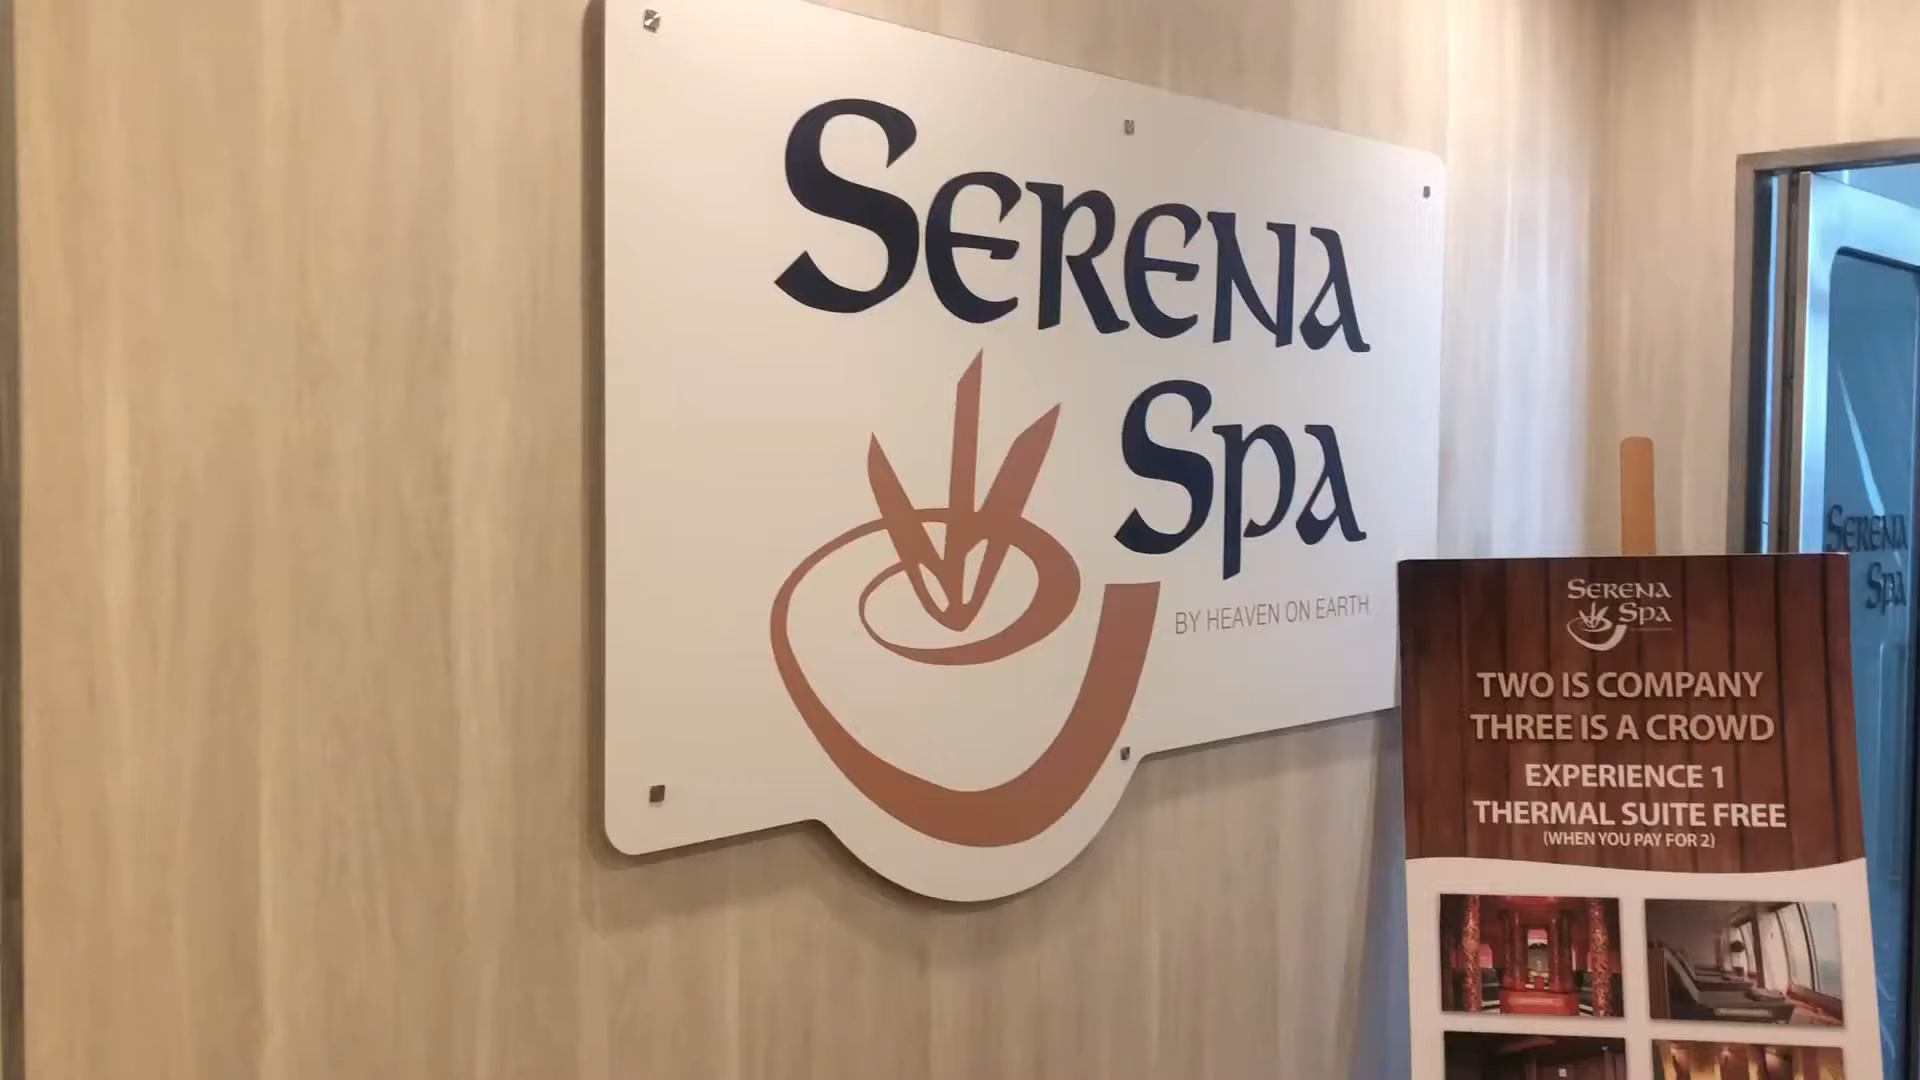 SERENA
SPA
BY HEAVEN ON EARTH
SERENA
SPA
TWO IS COMPANY
THREE IS A CROWD
EXPERIENCE 1
THERMAL SUITE FREE
(WHEN YOU PAY FOR 2)
SERENA
SPA